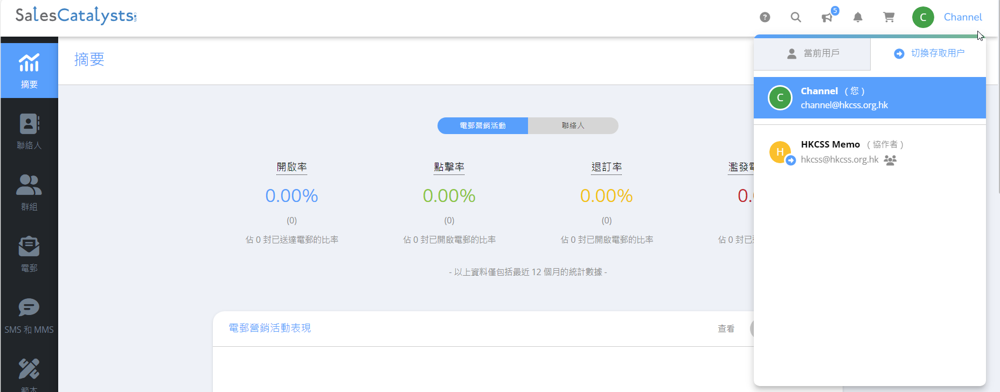 SalesCatalysts.com
5
C
Channel
摘要
聯絡人
群組
電郵
SMS 和 MMS
範本
摘要
電郵營銷活動
聯絡人
開啟率
0.00%
(0)
佔 0 封已送達電郵的比率
點擊率
0.00%
(0)
佔 0 封已開啟電郵的比率
退訂率
0.00%
(0)
佔 0 封已開啟電郵的比率
濫發
0.
佔 0 封已
- 以上資料僅包括最近 12 個月的統計數據 -
電郵營銷活動表現
查看
當前用戶
切換存取用户
C
Channel ( 您 )
channel@hkcss.org.hk
H
HKCSS Memo ( 協作者 )
hkcss@hkcss.org.hk